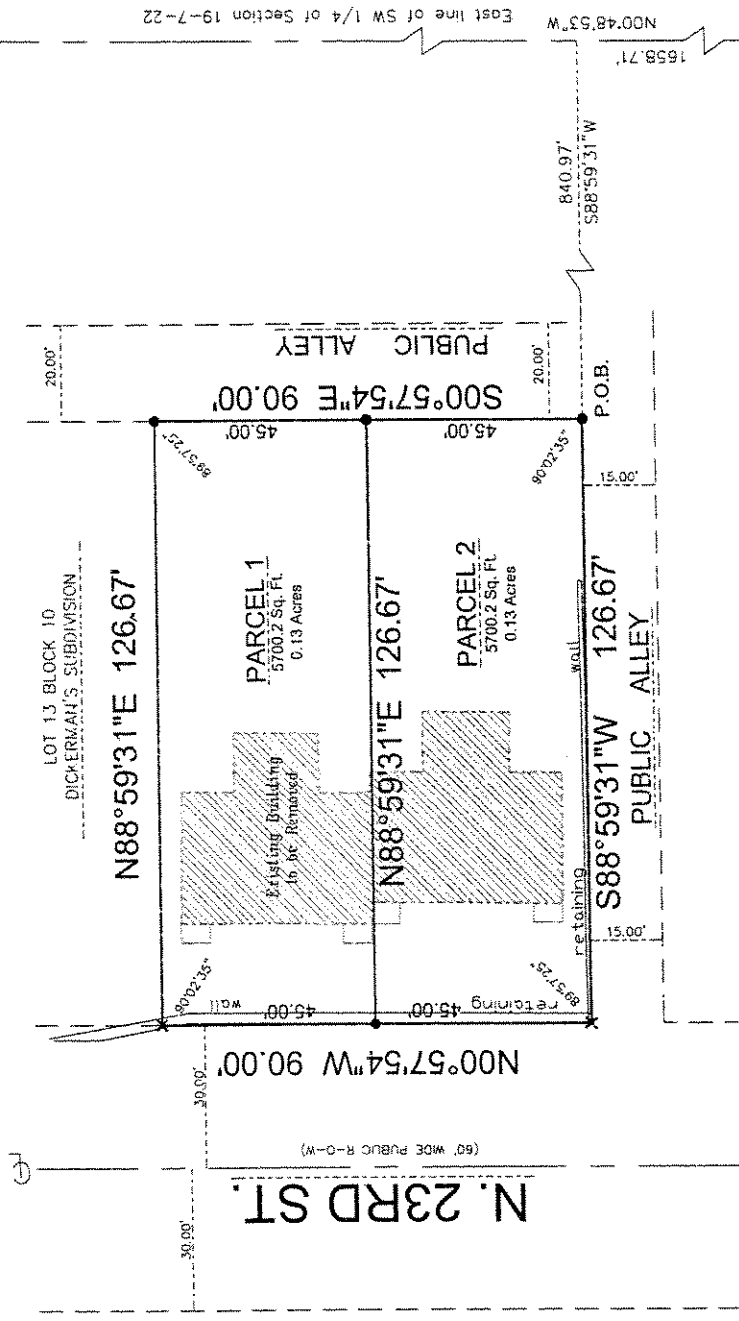 East line of SW 1/4 of Section 19-7-22
N00°48'53"W
1658.71'
840.97'
S88°59'31"W
20.00'
PUBLIC ALLEY
20.00'
S00°57'54"E 90.00'
P.O.B.
LOT 13 BLOCK 10
DICKERMAN'S SUBDIVISION
N88°59'31"E 126.67'
45.00'
45.00'
89°57'25"
90°02'35"
15.00'
PARCEL 1
5700.2 Sq. Ft.
0.13 Acres
N88°59'31"E 126.67'
PARCEL 2
5700.2 Sq. Ft.
0.13 Acres
wall
S88°59'31"W 126.67'
PUBLIC ALLEY
Existing Building
to be Removed
retaining
15.00'
90°02'35"
89°57'25"
wall
45.00'
45.00'
retaining
N00°57'54"W 90.00'
30.00'
(60' WIDE PUBLIC R-O-W)
N. 23RD ST.
30.00'